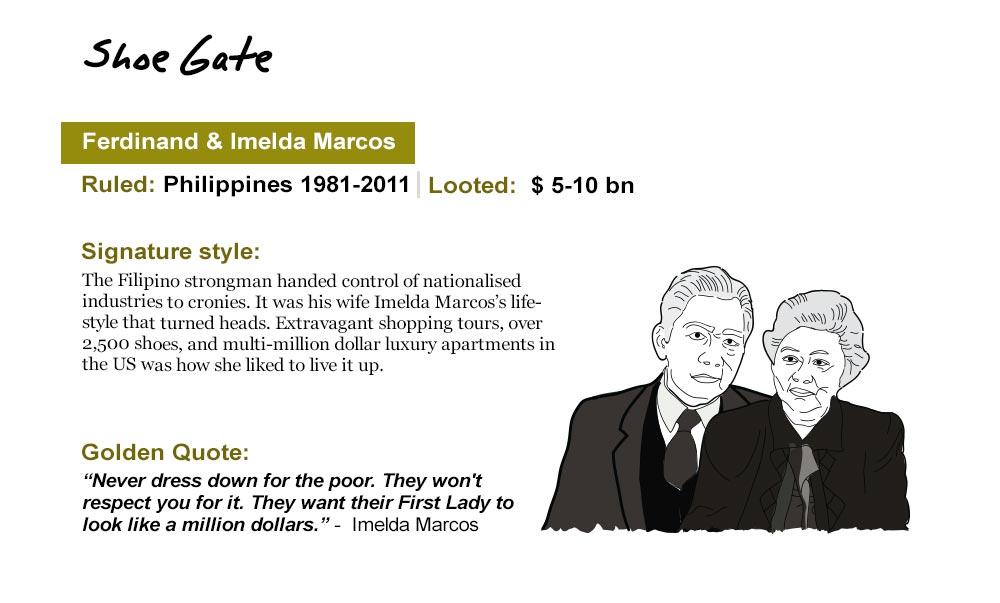 Shoe Gate
Ferdinand & Imelda Marcos
Ruled: Philippines 1981-2011 Looted: $ 5-10 bn
Signature style:
The Filipino strongman handed control of nationalised
industries to cronies. It was his wife Imelda Marcos's life-
style that turned heads. Extravagant shopping tours, over
2,500 shoes, and multi-million dollar luxury apartments in
the US was how she liked to live it up.
Golden Quote:
“Never dress down for the poor. They won't
respect you for it. They want their First Lady to
look like a million dollars.” - Imelda Marcos